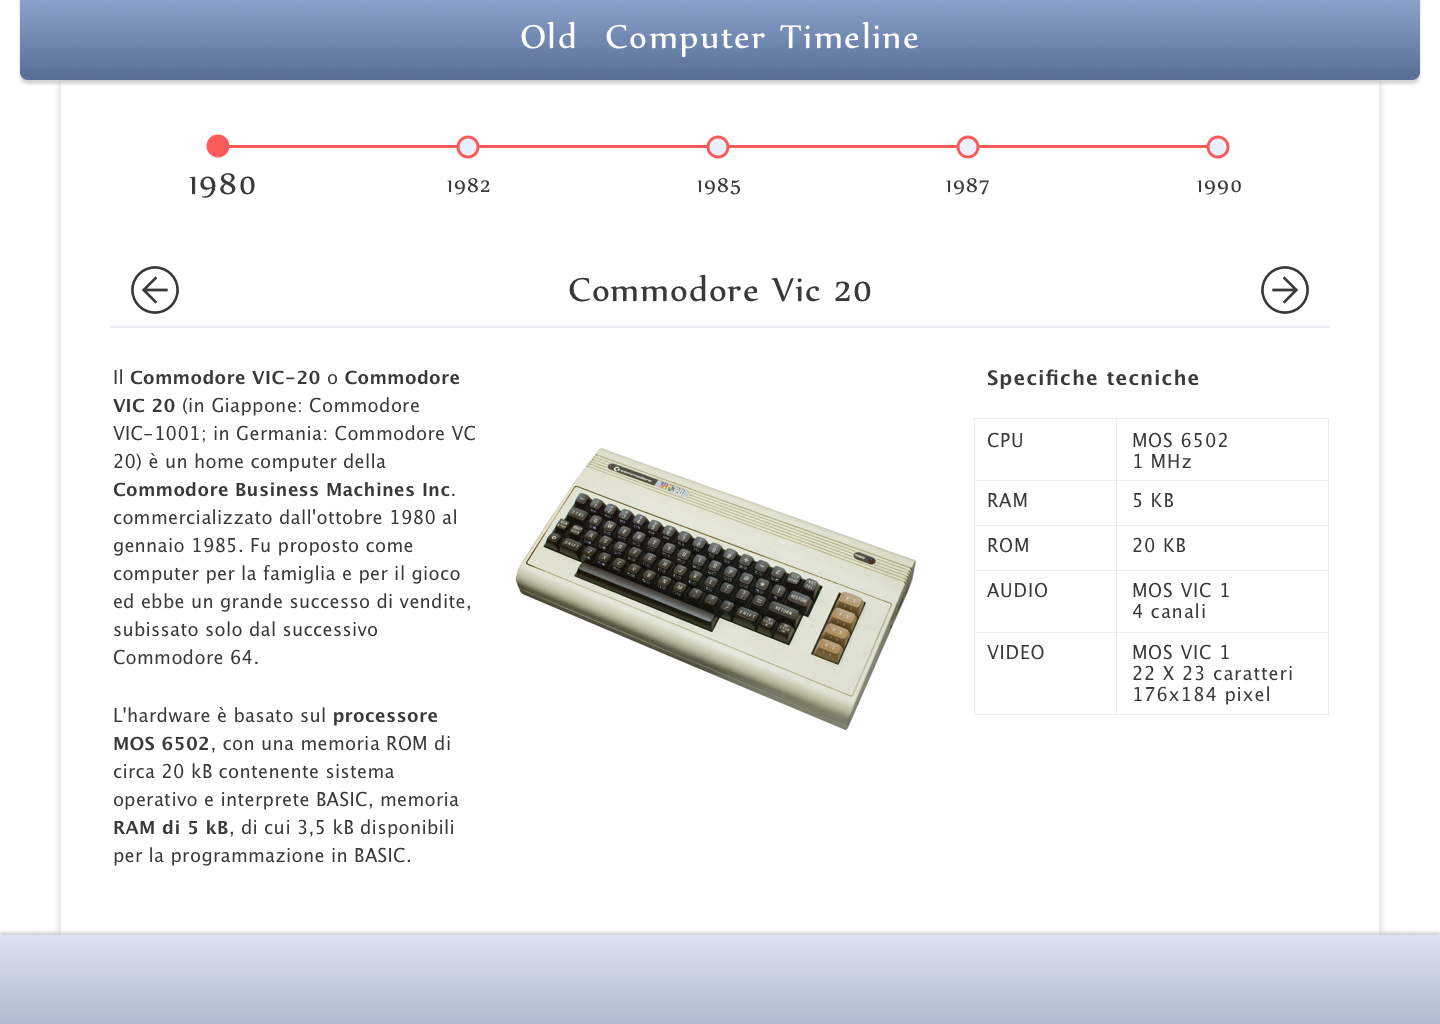 Old Computer Timeline
1980
1982
1985
1987
1990
Commodore Vic 20
Il Commodore VIC-20 o Commodore
VIC 20 (in Giappone: Commodore
VIC-1001; in Germania: Commodore VC
20) è un home computer della
Commodore Business Machines Inc.
commercializzato dall'ottobre 1980 al
gennaio 1985. Fu proposto come
computer per la famiglia e per il gioco
ed ebbe un grande successo di vendite,
subissato solo dal successivo
Commodore 64.
L'hardware è basato sul processore
MOS 6502, con una memoria ROM di
circa 20 kB contenente sistema
operativo e interprete BASIC, memoria
RAM di 5 kB, di cui 3,5 kB disponibili
per la programmazione in BASIC.
Specifiche tecniche
CPU
MOS 6502
1 MHz
RAM
5 KB
ROM
20 KB
AUDIO
MOS VIC 1
4 canali
VIDEO
MOS VIC 1
22 X 23 caratteri
176x184 pixel